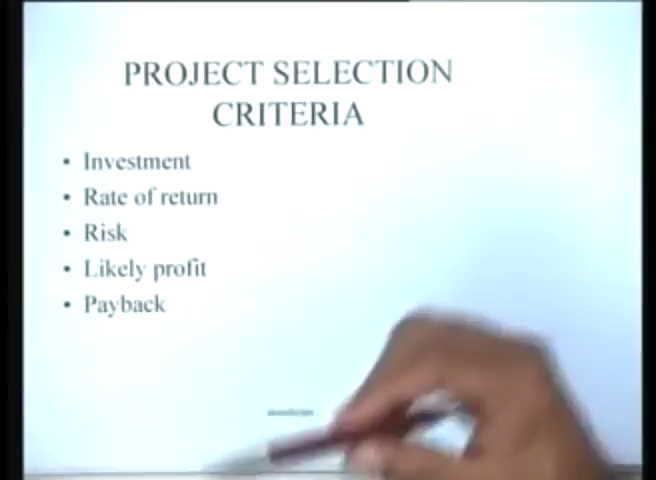 PROJECT SELECTION
CRITERIA
• Investment
• Rate of return
• Risk
• Likely profit
• Payback